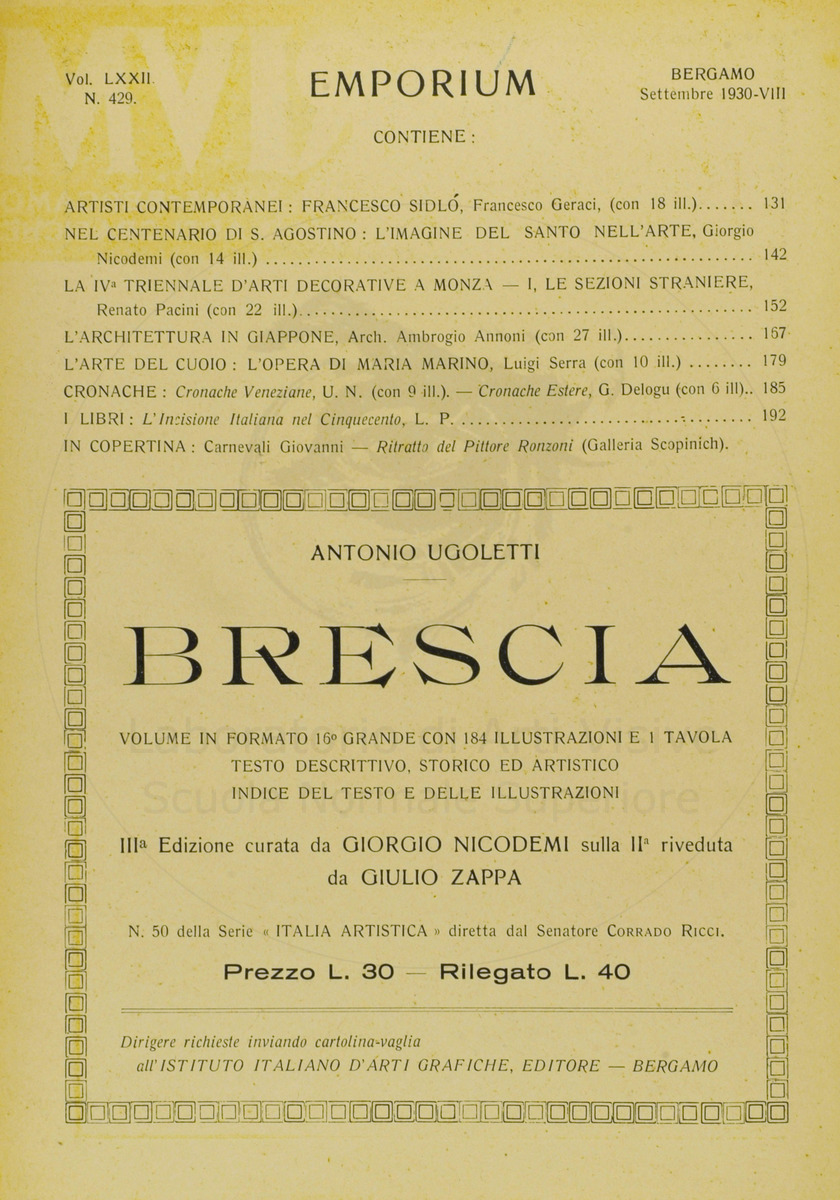 Vol. LXXII.
N. 429.
EMPORIUM
BERGAMO
Settembre 1930-VIII
CONTIENE :
ARTISTI CONTEMPORANEI : FRANCESCO SIDLÓ, Francesco Geraci, (con 18 ill.)....... 131
NEL CENTENARIO DI S. AGOSTINO : L'IMAGINE DEL SANTO NELL'ARTE, Giorgio
Nicodemi (con 14 ill.) ................................................................ 142
LA IVª TRIENNALE D'ARTI DECORATIVE A MONZA — I, LE SEZIONI STRANIERE,
Renato Pacini (con 22 ill.)........................................................... 152
L'ARCHITETTURA IN GIAPPONE, Arch. Ambrogio Annoni (con 27 ill.)................ 167
L'ARTE DEL CUOIO : L'OPERA DI MARIA MARINO, Luigi Serra (con 10 ill.) ........ 179
CRONACHE : Cronache Veneziane, U. N. (con 9 ill.). — Cronache Estere, G. Delogu (con 6 ill).. 185
I LIBRI : L'Incisione Italiana nel Cinquecento, L. P. ..................................... 192
IN COPERTINA : Carnevali Giovanni — Ritratto del Pittore Ronzoni (Galleria Scopinich).
ANTONIO UGOLETTI
BRESCIA
VOLUME IN FORMATO 16º GRANDE CON 184 ILLUSTRAZIONI E 1 TAVOLA
TESTO DESCRITTIVO, STORICO ED ARTISTICO
INDICE DEL TESTO E DELLE ILLUSTRAZIONI
Scuola Normale Superiore
IIIª Edizione curata da GIORGIO NICODEMI sulla IIª riveduta
da GIULIO ZAPPA
N. 50 della Serie « ITALIA ARTISTICA » diretta dal Senatore CORRADO RICCI.
Prezzo L. 30 — Rilegato L. 40
Dirigere richieste inviando cartolina-vaglia
all'ISTITUTO ITALIANO D'ARTI GRAFICHE, EDITORE — BERGAMO